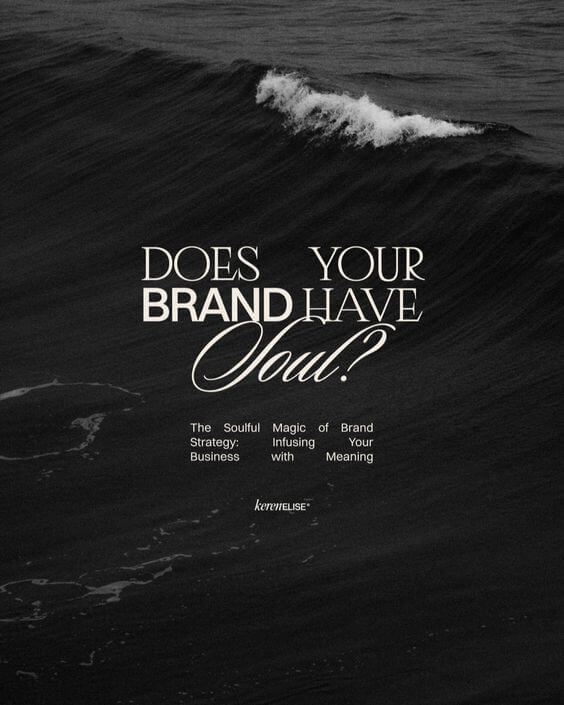 DOES YOUR
BRAND HAVE
Soul?
The Soulful Magic of Brand
Strategy: Infusing Your
Business with Meaning
kerenELISE®